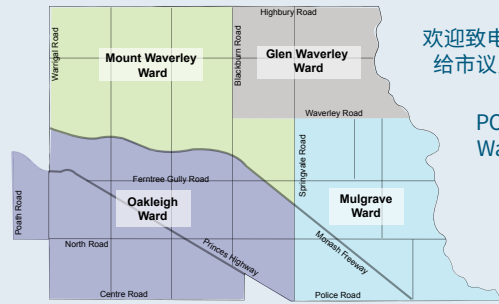 Highbury Road
欢迎致电
给市议
Warrigal Road
Mount Waverley
Ward
Blackburn Road
Glen Waverley
Ward
Waverley Road
PO
Wa
Springvale Road
Ferntree Gully Road
Oakleigh
Ward
Mulgrave
Ward
Poath Road
North Road
Princes Highway
Monash Freeway
Centre Road
Police Road